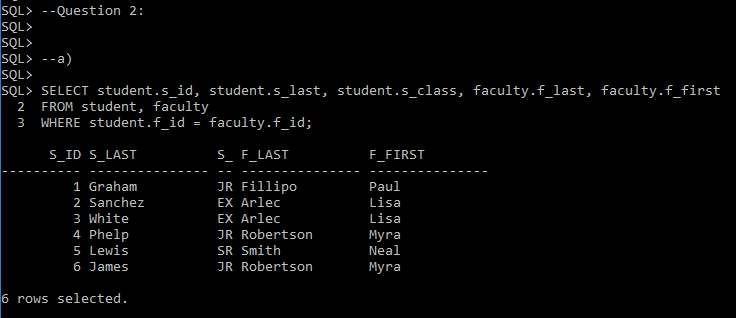 SQL> --Question 2:
SQL>
SQL>
SQL> --a)
SQL>
SQL> SELECT student.s_id, student.s_last, student.s_class, faculty.f_last, faculty.f_first
  2  FROM student, faculty
  3  WHERE student.f_id = faculty.f_id;

      S_ID S_LAST          S_ F_LAST          F_FIRST
---------- --------------- -- --------------- ---------------
         1 Graham          JR Fillipo         Paul
         2 Sanchez         EX Arlec           Lisa
         3 White           EX Arlec           Lisa
         4 Phelp           JR Robertson       Myra
         5 Lewis           SR Smith           Neal
         6 James           JR Robertson       Myra

6 rows selected.